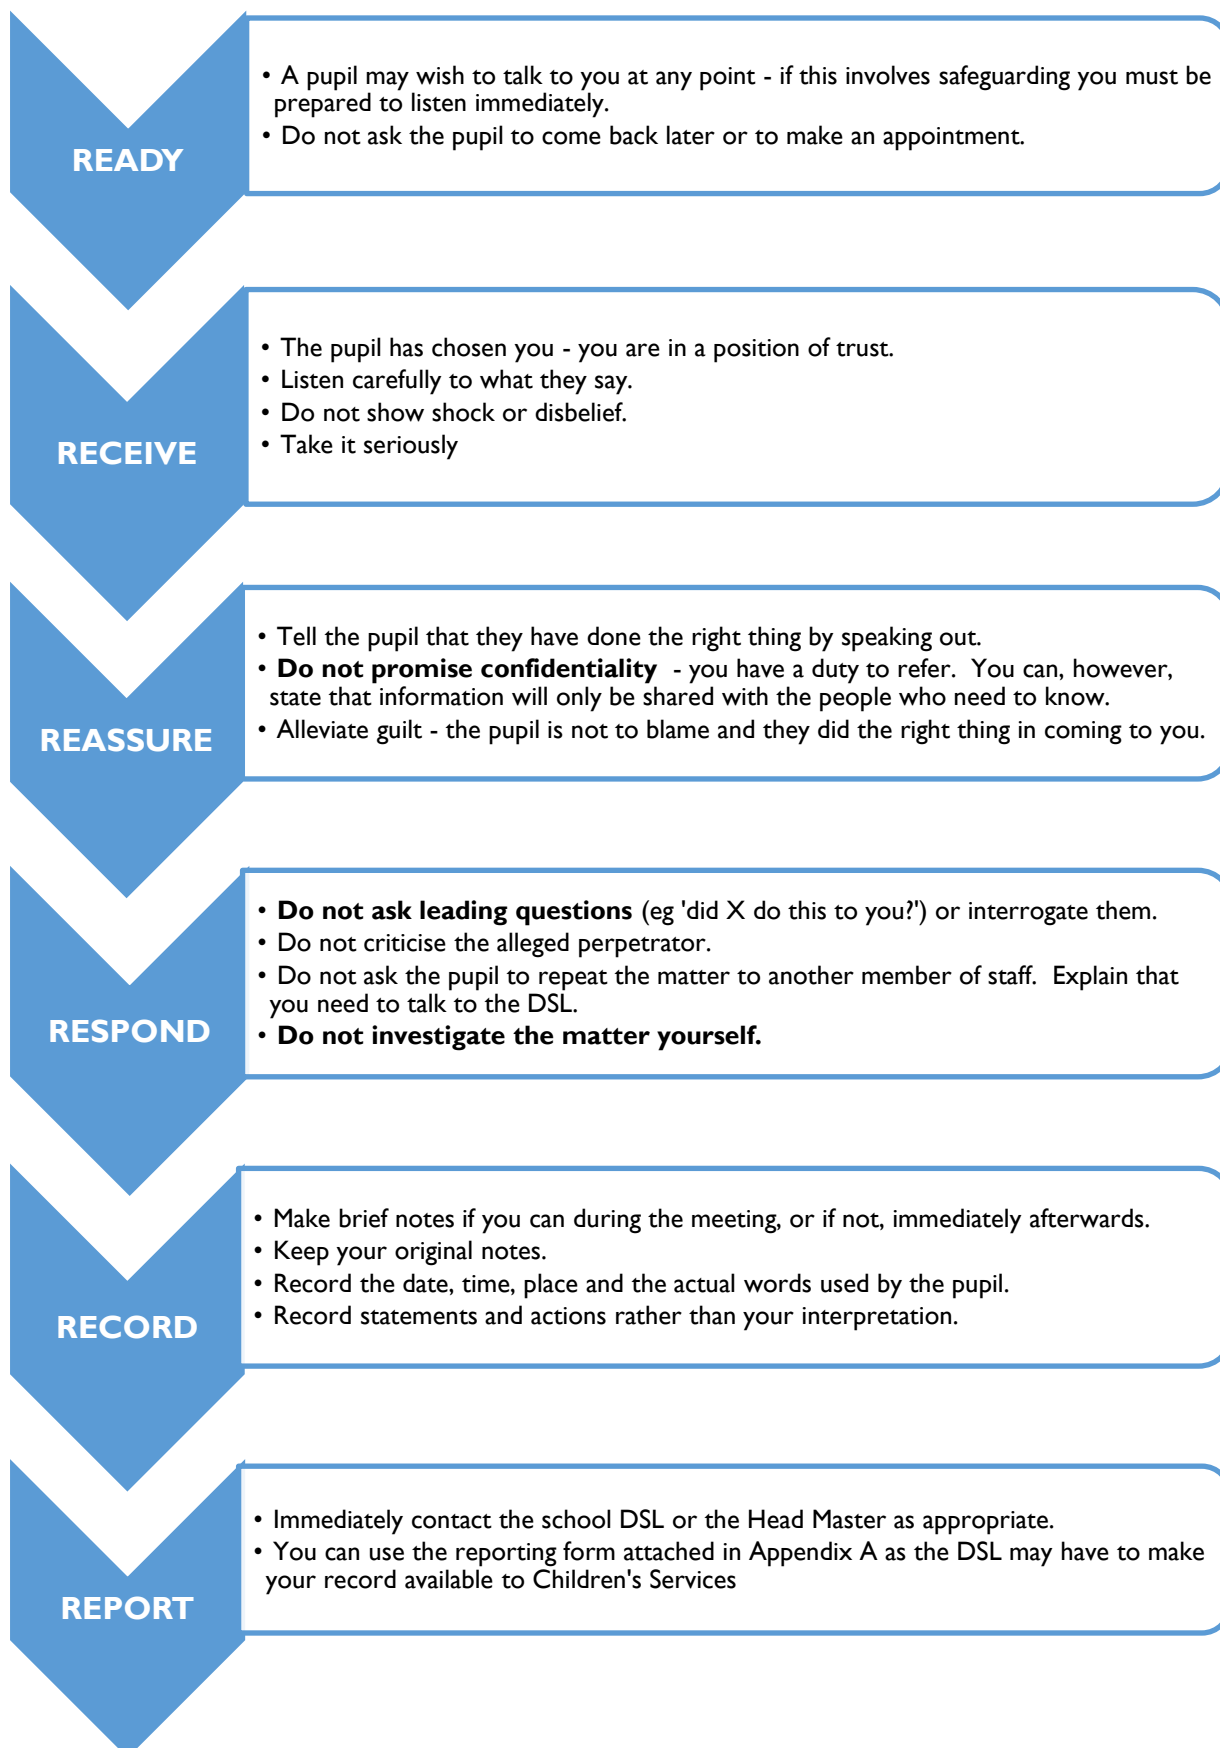 READY
• A pupil may wish to talk to you at any point - if this involves safeguarding you must be
prepared to listen immediately.
• Do not ask the pupil to come back later or to make an appointment.
RECEIVE
• The pupil has chosen you - you are in a position of trust.
• Listen carefully to what they say.
• Do not show shock or disbelief.
• Take it seriously
REASSURE
• Tell the pupil that they have done the right thing by speaking out.
• Do not promise confidentiality - you have a duty to refer. You can, however,
state that information will only be shared with the people who need to know.
• Alleviate guilt - the pupil is not to blame and they did the right thing in coming to you.
RESPOND
• Do not ask leading questions (eg 'did X do this to you?') or interrogate them.
• Do not criticise the alleged perpetrator.
• Do not ask the pupil to repeat the matter to another member of staff. Explain that
you need to talk to the DSL.
• Do not investigate the matter yourself.
RECORD
• Make brief notes if you can during the meeting, or if not, immediately afterwards.
• Keep your original notes.
• Record the date, time, place and the actual words used by the pupil.
• Record statements and actions rather than your interpretation.
REPORT
• Immediately contact the school DSL or the Head Master as appropriate.
• You can use the reporting form attached in Appendix A as the DSL may have to make
your record available to Children's Services